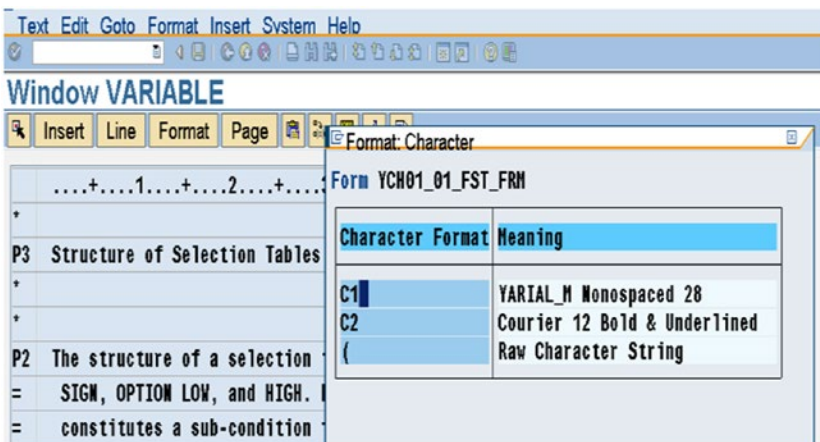 Text Edit Goto Format Insert System Help
Window VARIABLE
Insert Line Format Page
Format: Character
....+....1....+....2....+....3
Form YCH01_01_FST_FRM
*
Character Format Meaning
P3 Structure of Selection Tables
*
C1 YARIAL_M Monospaced 28
*
C2 Courier 12 Bold & Underlined
P2 The structure of a selection
( Raw Character String
= SIGN, OPTION LOW, and HIGH.
= constitutes a sub-condition